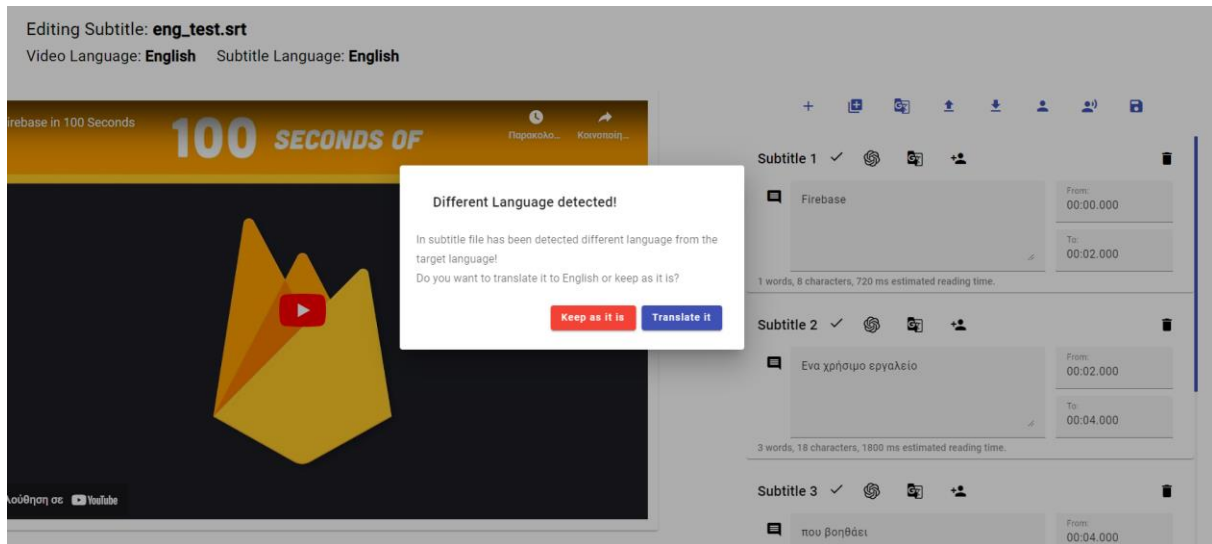 Editing Subtitle: eng_test.srt
Video Language: English Subtitle Language: English
irebase in 100 Seconds
100 SECONDS OF
Παρακολο...
Κοινοποίη...
λούθηση σε YouTube
Different Language detected!
In subtitle file has been detected different language from the
target language!
Do you want to translate it to English or keep as it is?
Keep as it is Translate it
Subtitle 1
Firebase
From:
00:00.000
To:
00:02.000
1 words, 8 characters, 720 ms estimated reading time.
Subtitle 2
Ενα χρήσιμο εργαλείο
From:
00:02.000
To:
00:04.000
3 words, 18 characters, 1800 ms estimated reading time.
Subtitle 3
που βοηθάει
From:
00:04.000